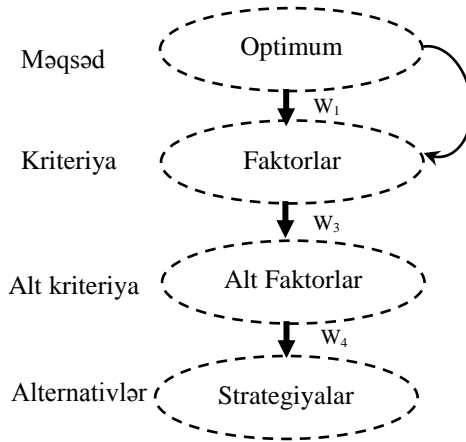 Optimum
Məqsəd
W1
Faktorlar
Kriteriya
W3
Alt Faktorlar
Alt kriteriya
W4
Alternativlər
Strategiyalar